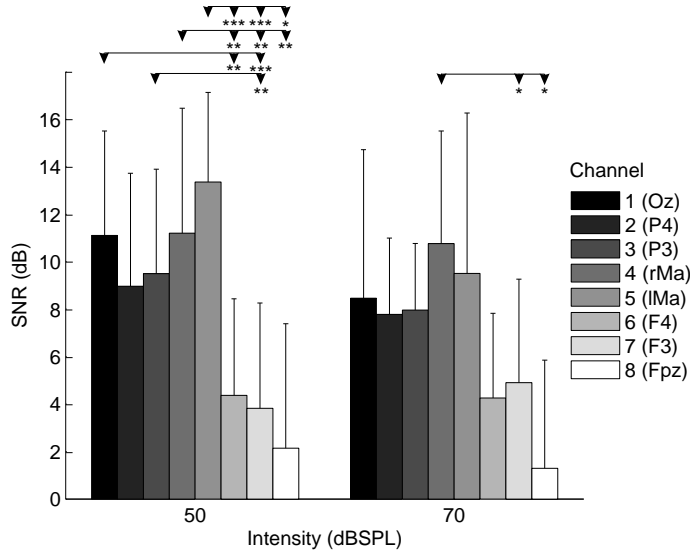 *** *** *
** ** **
** ***
**
* *
16
14
12
10
8
6
4
2
0
SNR (dB)
50
70
Intensity (dBSPL)
Channel
1 (Oz)
2 (P4)
3 (P3)
4 (rMa)
5 (lMa)
6 (F4)
7 (F3)
8 (Fpz)